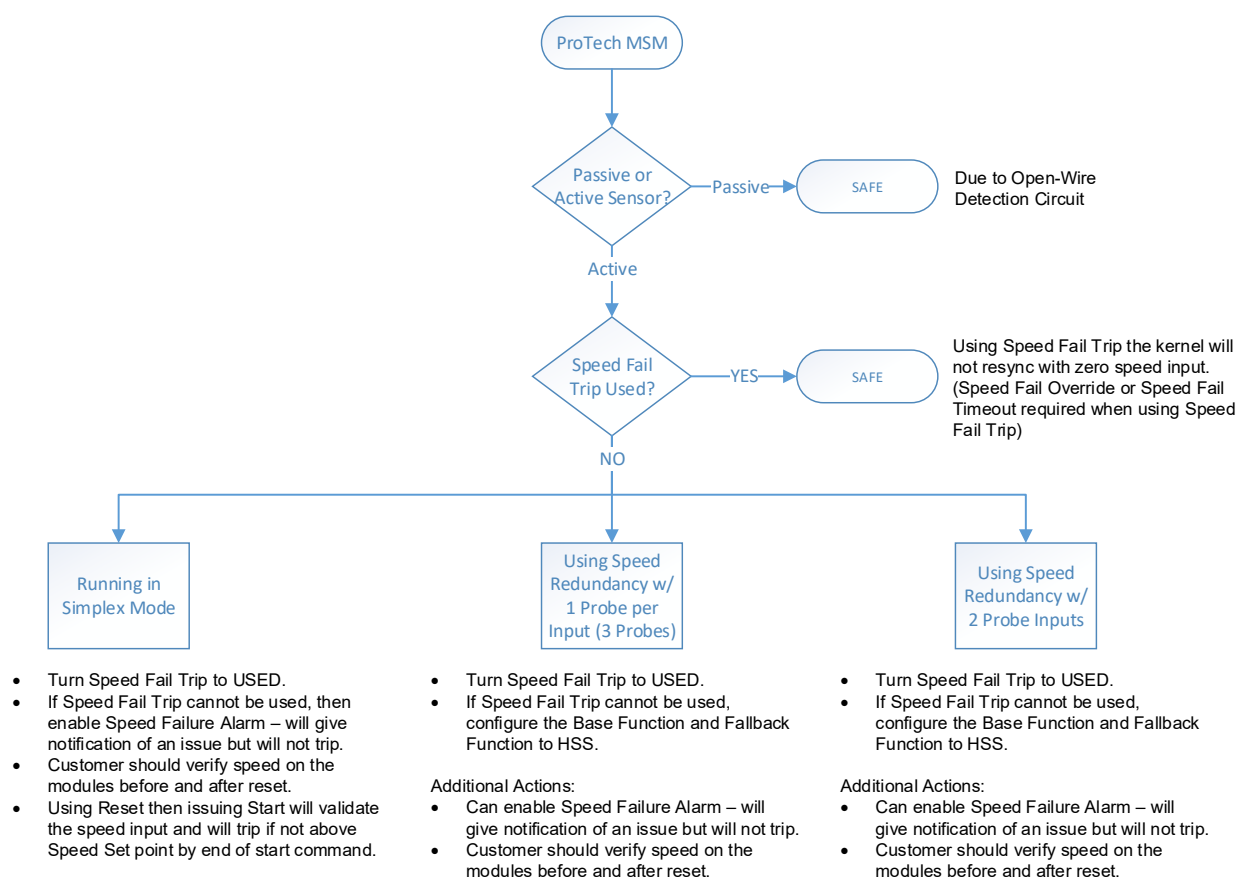 ProTech MSM
Passive or
Active Sensor?
Passive
SAFE
Due to Open-Wire
Detection Circuit
Active
Speed Fail
Trip Used?
YES
SAFE
Using Speed Fail Trip the kernel will
not resync with zero speed input.
(Speed Fail Override or Speed Fail
Timeout required when using Speed
Fail Trip)
NO
Running in
Simplex Mode
• Turn Speed Fail Trip to USED.
• If Speed Fail Trip cannot be used, then
enable Speed Failure Alarm – will give
notification of an issue but will not trip.
• Customer should verify speed on the
modules before and after reset.
• Using Reset then issuing Start will validate
the speed input and will trip if not above
Speed Set point by end of start command.
Using Speed
Redundancy w/
1 Probe per
Input (3 Probes)
• Turn Speed Fail Trip to USED.
• If Speed Fail Trip cannot be used,
configure the Base Function and Fallback
Function to HSS.
Additional Actions:
• Can enable Speed Failure Alarm – will
give notification of an issue but will not trip.
• Customer should verify speed on the
modules before and after reset.
Using Speed
Redundancy w/
2 Probe Inputs
• Turn Speed Fail Trip to USED.
• If Speed Fail Trip cannot be used,
configure the Base Function and Fallback
Function to HSS.
Additional Actions:
• Can enable Speed Failure Alarm – will
give notification of an issue but will not trip.
• Customer should verify speed on the
modules before and after reset.